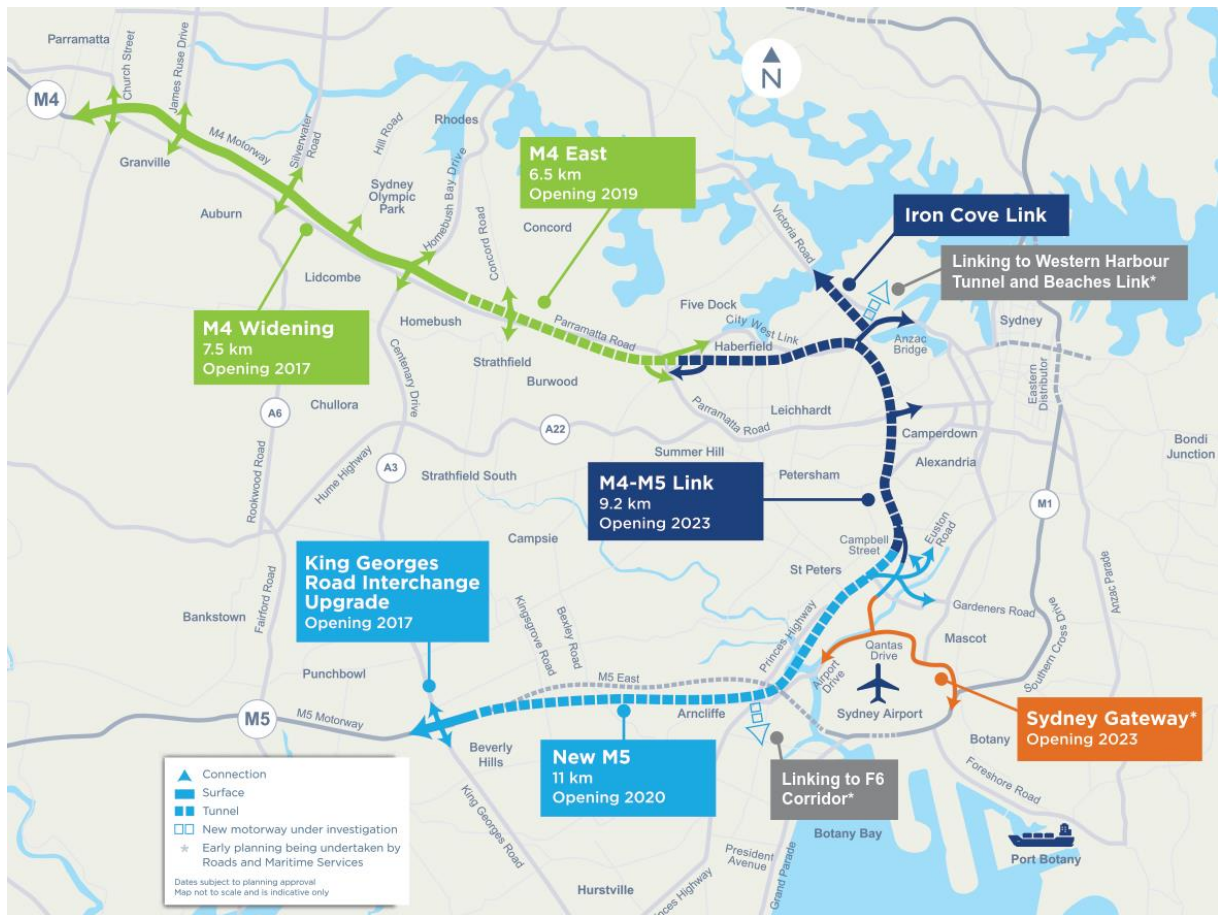 Parramatta
Church Street
James Ruse Drive
M4
M4 Motorway
Granville
Silverwater
Road
Hill Road
Rhodes
Sydney
Olympic
Park
Auburn
Homebush Bay Drive
Lidcombe
M4 East
6.5 km
Opening 2019
Concord Road
Concord
Victoria Road
Iron Cove Link
Linking to Western Harbour
Tunnel and Beaches Link*
N
M4 Widening
7.5 km
Opening 2017
Homebush
Centenary Drive
Parramatta Road
Five Dock
City West Link
Haberfield
Strathfield
Burwood
Anzac
Bridge
Sydney
Eastern
Distributor
A6
Chullora
Parramatta Road
Leichhardt
A22
Camperdown
Summer Hill
Alexandria
Bondi
Junction
Rookwood Road
Hume Highway
A3
Strathfield South
M4-M5 Link
9.2 km
Opening 2023
Petersham
M1
Campsie
Campbell
Street
Euston
Road
St Peters
Anzac Parade
King Georges
Road Interchange
Upgrade
Opening 2017
Bankstown
Fairford Road
Kingsgrove Road
Bexley Road
Princes Highway
Gardeners Road
Mascot
Southern Cross Drive
Punchbowl
Qantas
Drive
Airport
Drive
M5 East
M5
M5 Motorway
Arncliffe
Sydney Airport
Sydney Gateway*
Opening 2023
Botany
Beverly
Hills
New M5
11 km
Opening 2020
Linking to F6
Corridor*
Foreshore Road
King Georges Road
Botany Bay
Port Botany
President
Avenue
Grand Parade
Hurstville
Princes Highway
Connection
Surface
Tunnel
New motorway under investigation
* Early planning being undertaken by
Roads and Maritime Services
Dates subject to planning approval
Map not to scale and is indicative only